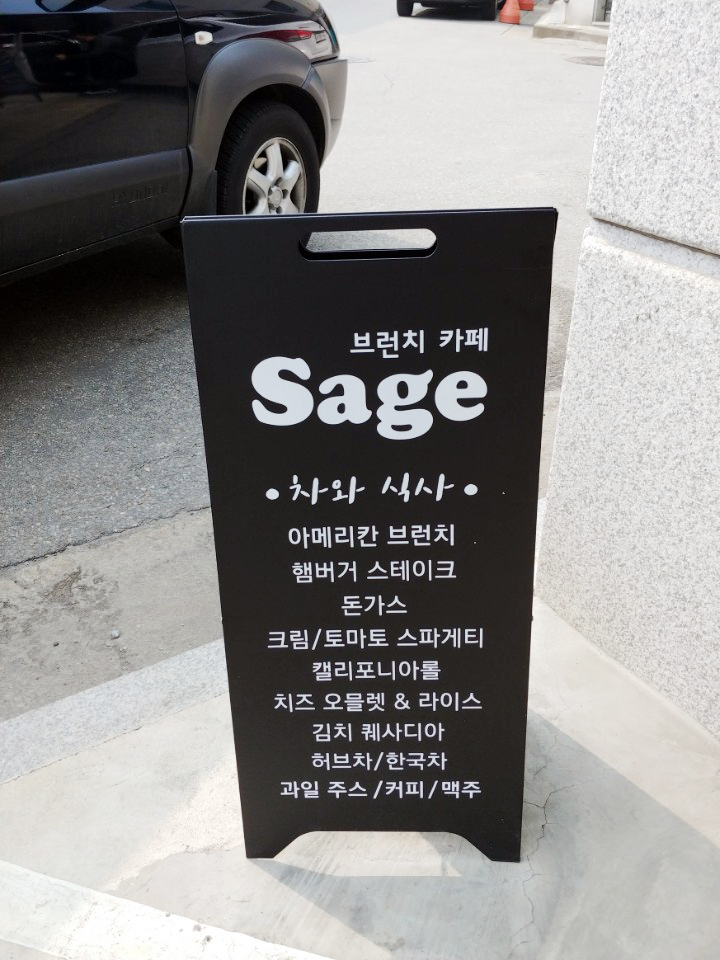 브런치 카페
Sage
• 차와 식사 •
아메리칸 브런치
햄버거 스테이크
돈가스
크림/토마토 스파게티
캘리포니아롤
치즈 오믈렛 & 라이스
김치 퀘사디아
허브차/한국차
과일 주스 /커피/맥주